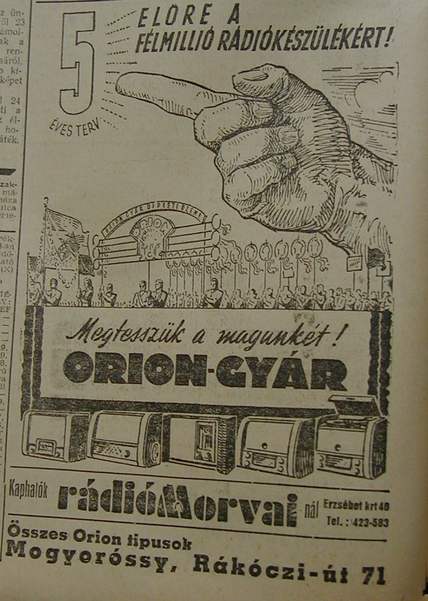 ELŐRE A
FÉLMILLIÓ RÁDIÓKÉSZÜLÉKÉRT!
5
ÉVES TERV
Megtesszük a magunkét!
ORION-GYÁR
Kaphatók rádióMorvai nál Erzsébet krt 40
Tel.: 423-583
Összes Orion tipusok
Mogyoróssy, Rákóczi-út 71